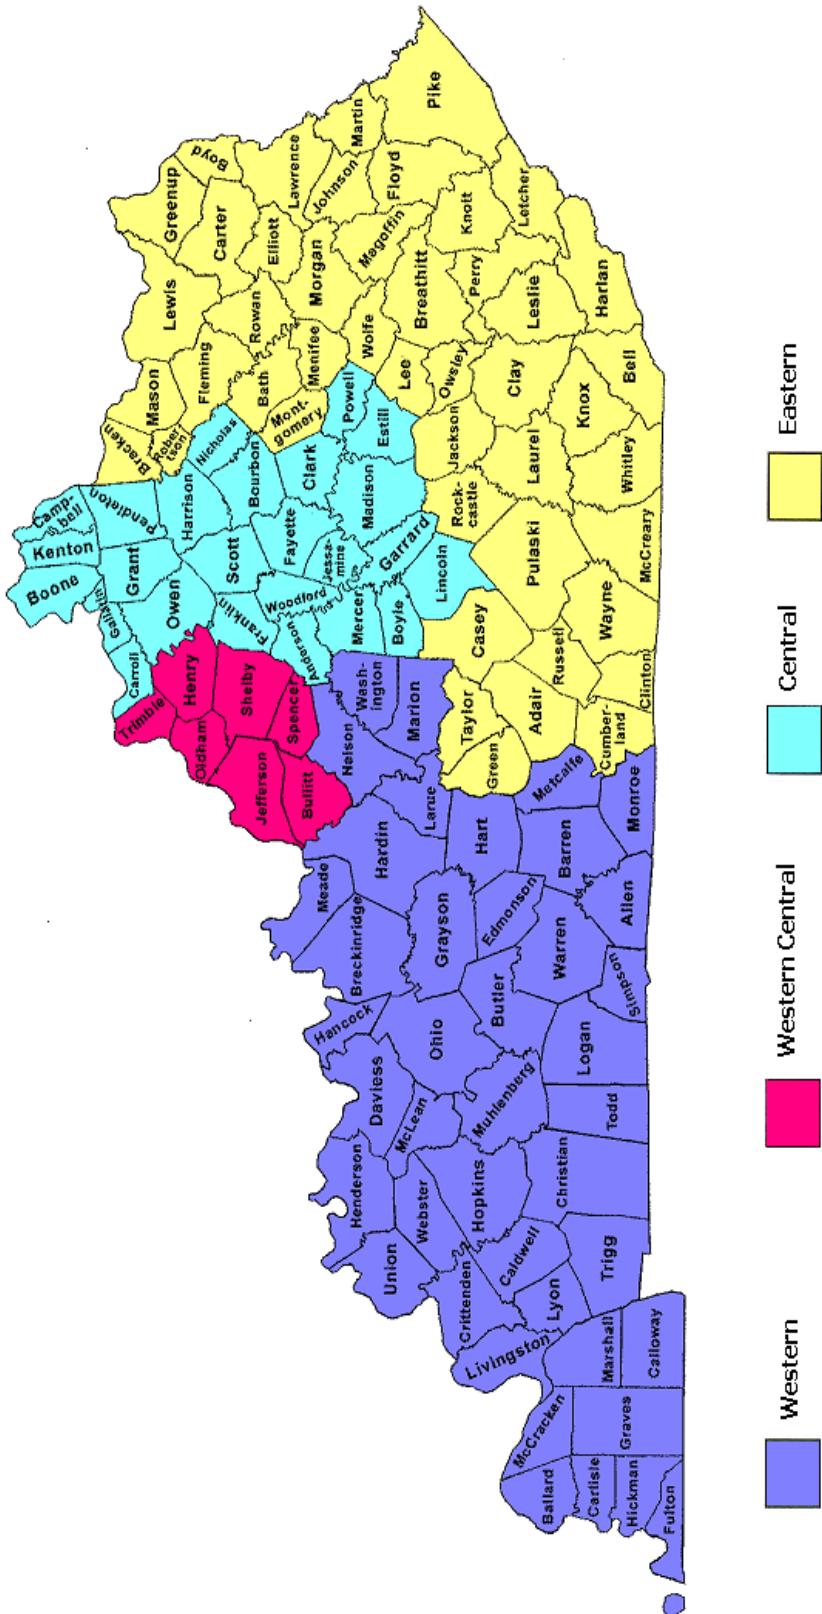 Boone
Kenton
Camp-
bell
Gallatin
Carroll
Grant
Pendleton
Bracken
Mason
Lewis
Greenup
Boyd
Trimble
Henry
Owen
Harrison
Rober
tson
Fleming
Carter
Oldham
Shelby
Franklin
Scott
Nicholas
Bourbon
Bath
Rowan
Elliott
Lawrence
Jefferson
Spencer
Anderson
Woodford
Fayette
Clark
Mont-
gomery
Menifee
Morgan
Johnson
Martin
Bullitt
Nelson
Wash-
ington
Mercer
Jessa-
mine
Madison
Estill
Powell
Wolfe
Magoffin
Floyd
Pike
Meade
Hardin
Larue
Marion
Boyle
Garrard
Lincoln
Rock-
castle
Jackson
Lee
Owsley
Breathitt
Knott
Perry
Letcher
Breckinridge
Hancock
Grayson
Hart
Green
Taylor
Casey
Pulaski
Laurel
Clay
Leslie
Harlan
Henderson
Daviess
Ohio
Butler
Edmonson
Barren
Metcalfe
Adair
Russell
Wayne
McCreary
Whitley
Knox
Bell
Union
Webster
McLean
Muhlenberg
Warren
Allen
Monroe
Cumber-
land
Clinton
Crittenden
Hopkins
Christian
Todd
Logan
Simpson
Livingston
Lyon
Caldwell
Trigg
Ballard
McCracken
Marshall
Calloway
Graves
Carlisle
Hickman
Fulton
Western
Western Central
Central
Eastern